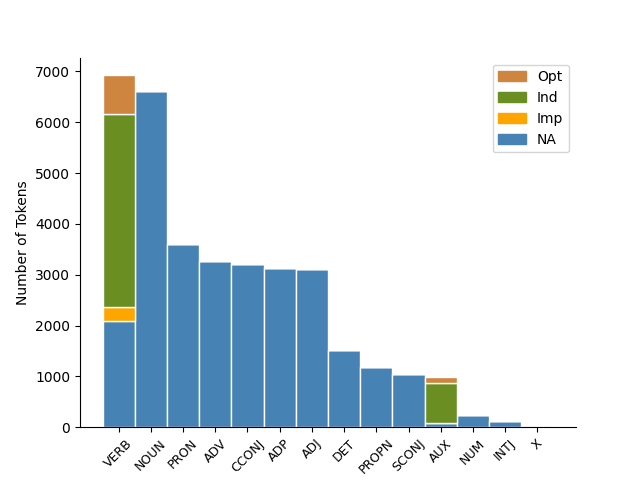 Opt
Ind
Imp
NA
7000
6000
5000
4000
3000
2000
1000
0
Number of Tokens
VERB
NOUN
PRON
ADV
CCONJ
ADP
ADJ
DET
PROPN
SCONJ
AUX
NUM
INTJ
X